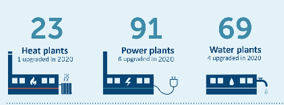 23 91 69
Heat plants Power plants Water plants
1 upgraded in 2020 6 upgraded in 2020 4 upgraded in 2020